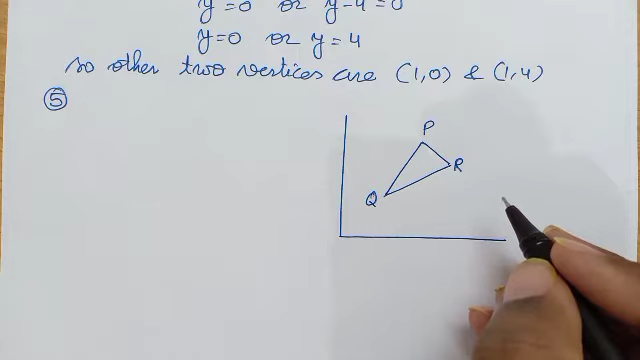 y=0 or y-4=0
y=0 or y=4
so other two vertices are (1,0) & (1,4)
⑤
P
R
Q